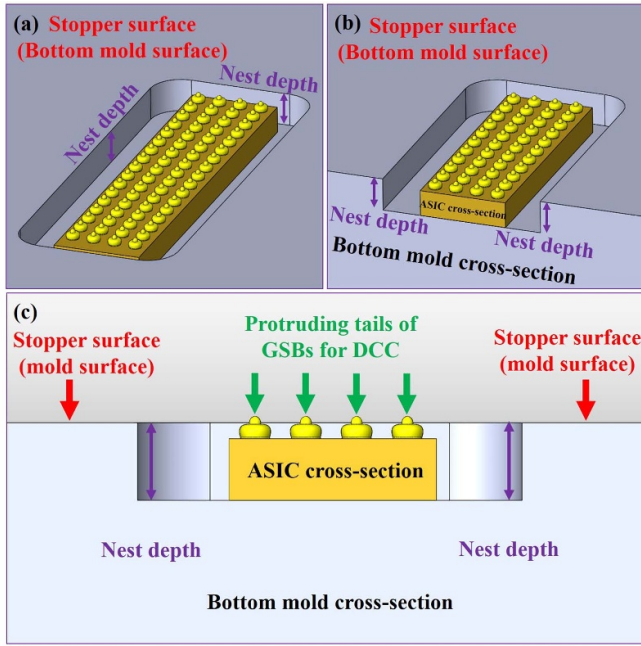 (a) Stopper surface
(Bottom mold surface)
Nest depth
Nest depth
(b) Stopper surface
(Bottom mold surface)
ASIC cross-section
Nest depth
Nest depth
Bottom mold cross-section
(c)
Stopper surface
(mold surface)
Protruding tails of
GSBs for DCC
Stopper surface
(mold surface)
ASIC cross-section
Nest depth
Nest depth
Bottom mold cross-section